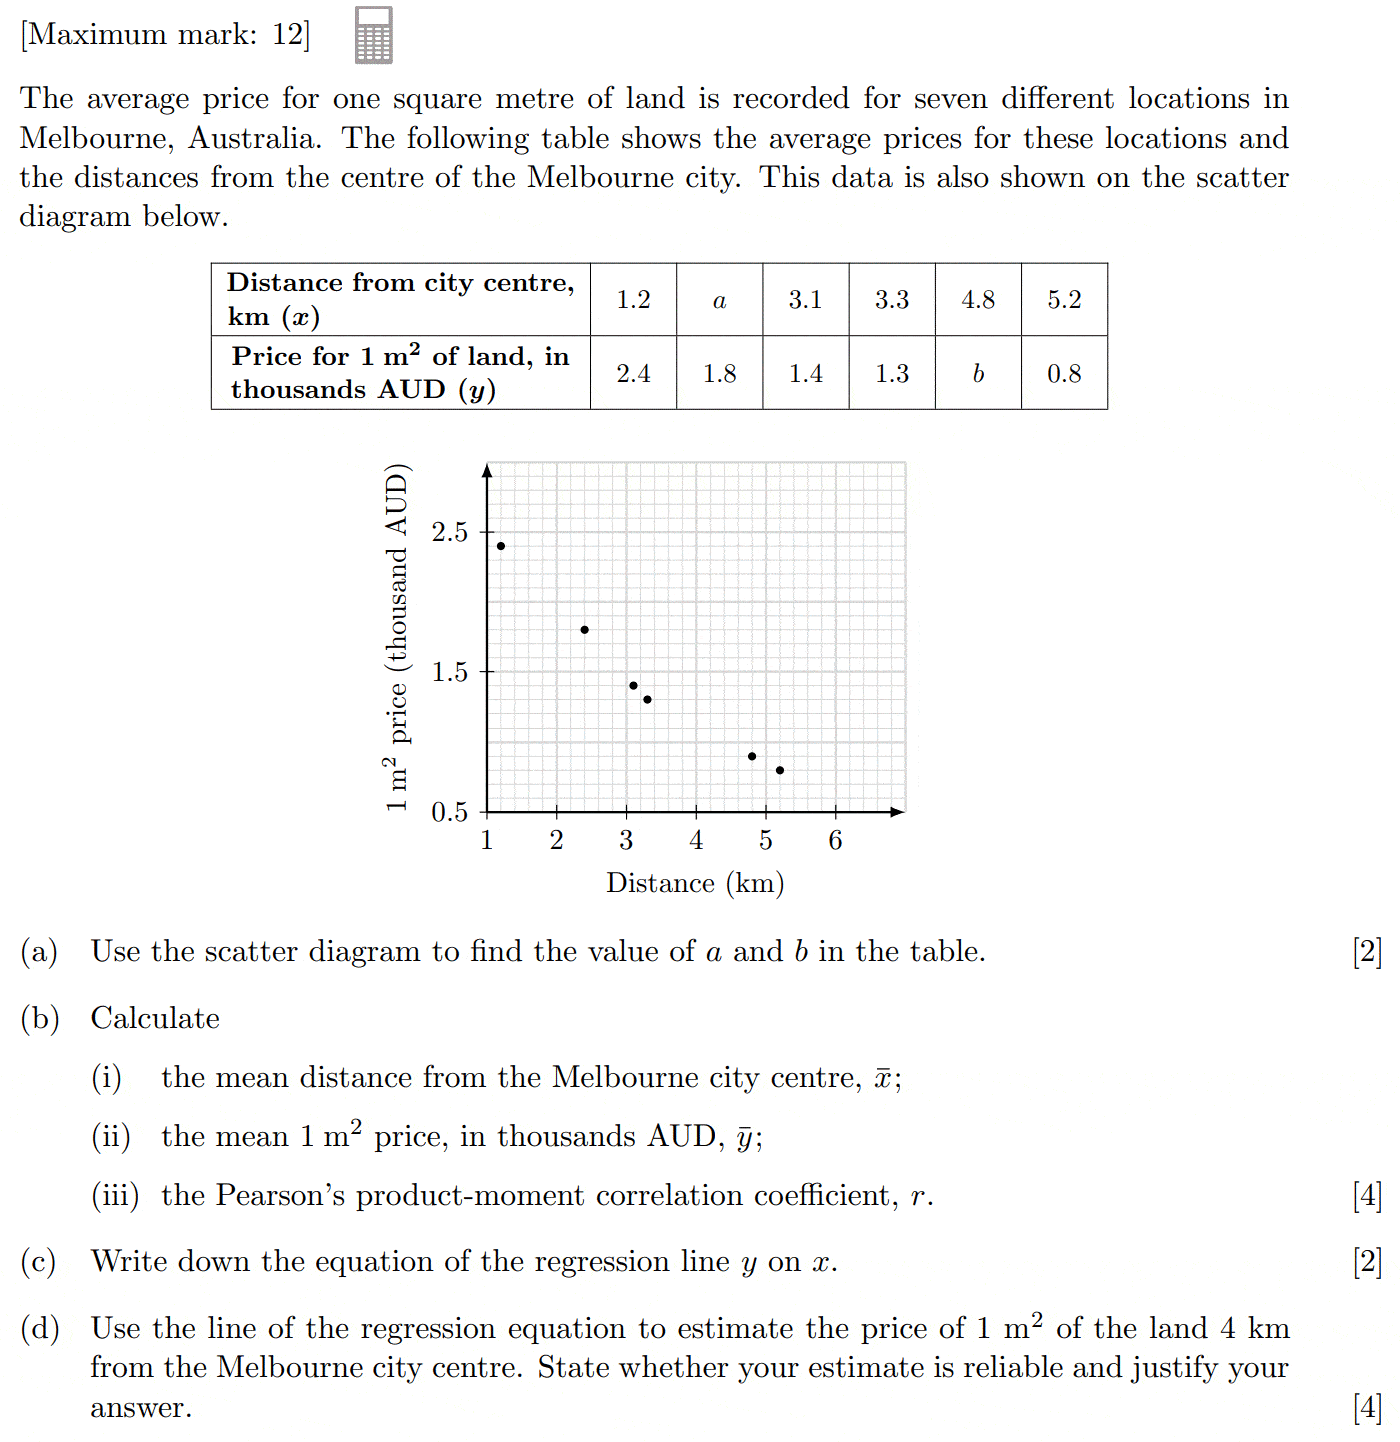 [Maximum mark: 12]
The average price for one square metre of land is recorded for seven different locations in
Melbourne, Australia. The following table shows the average prices for these locations and
the distances from the centre of the Melbourne city. This data is also shown on the scatter
diagram below.
Distance from city centre, km (x) 1.2 a 3.1 3.3 4.8 5.2
Price for 1 m² of land, in thousands AUD (y) 2.4 1.8 1.4 1.3 b 0.8
1 m² price (thousand AUD)
2.5
1.5
0.5
1 2 3 4 5 6
Distance (km)
(a) Use the scatter diagram to find the value of a and b in the table. [2]
(b) Calculate
(i) the mean distance from the Melbourne city centre, x̄;
(ii) the mean 1 m² price, in thousands AUD, ȳ;
(iii) the Pearson's product-moment correlation coefficient, r. [4]
(c) Write down the equation of the regression line y on x. [2]
(d) Use the line of the regression equation to estimate the price of 1 m² of the land 4 km
from the Melbourne city centre. State whether your estimate is reliable and justify your
answer. [4]